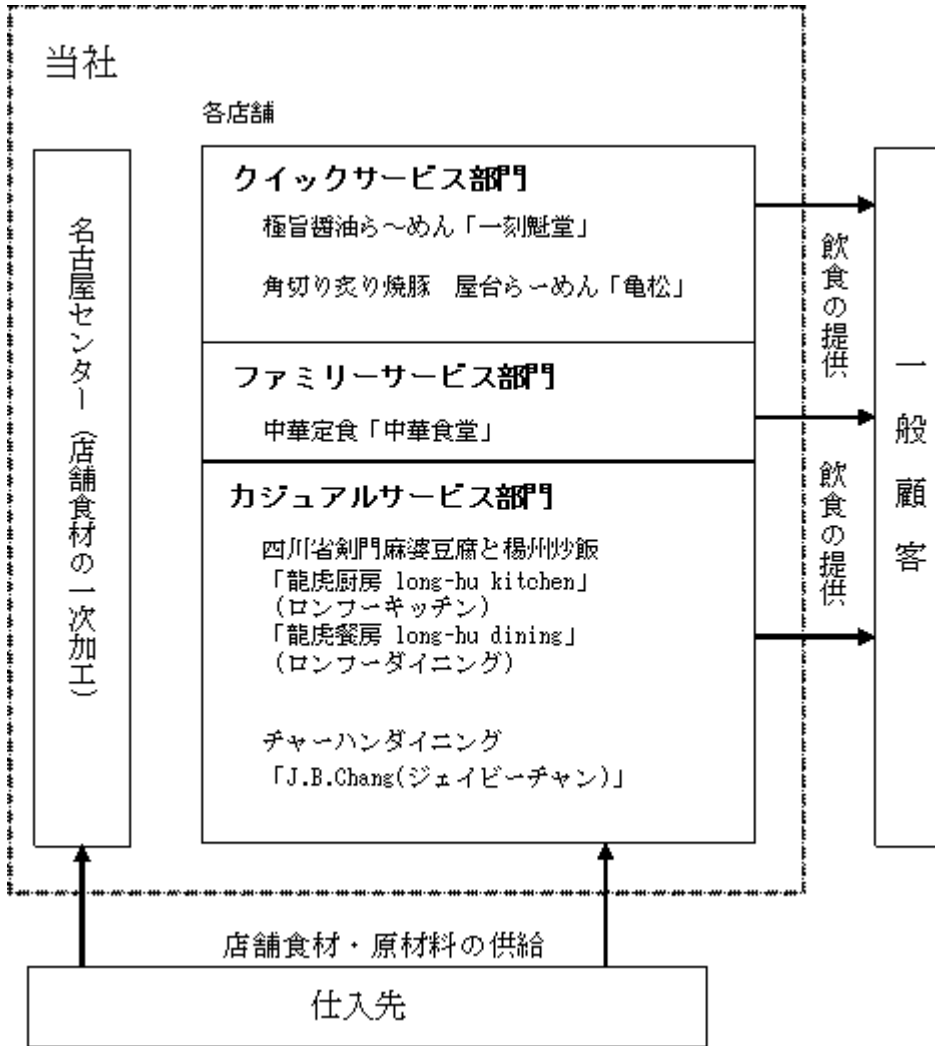 当社
各店舗
名古屋センター（店舗食材の一次加工）
クイックサービス部門
極旨醤油ら～めん「一刻魁堂」
角切り炙り焼豚　屋台らーめん「亀松」
ファミリーサービス部門
中華定食「中華食堂」
カジュアルサービス部門
四川省剣門麻婆豆腐と楊州炒飯
「龍虎厨房 long-hu kitchen」
（ロンフーキッチン）
「龍虎餐房 long-hu dining」
（ロンフーダイニング）
チャーハンダイニング
「J.B.Chang(ジェイビーチャン)」
飲食の提供
飲食の提供
一般顧客
店舗食材・原材料の供給
仕入先